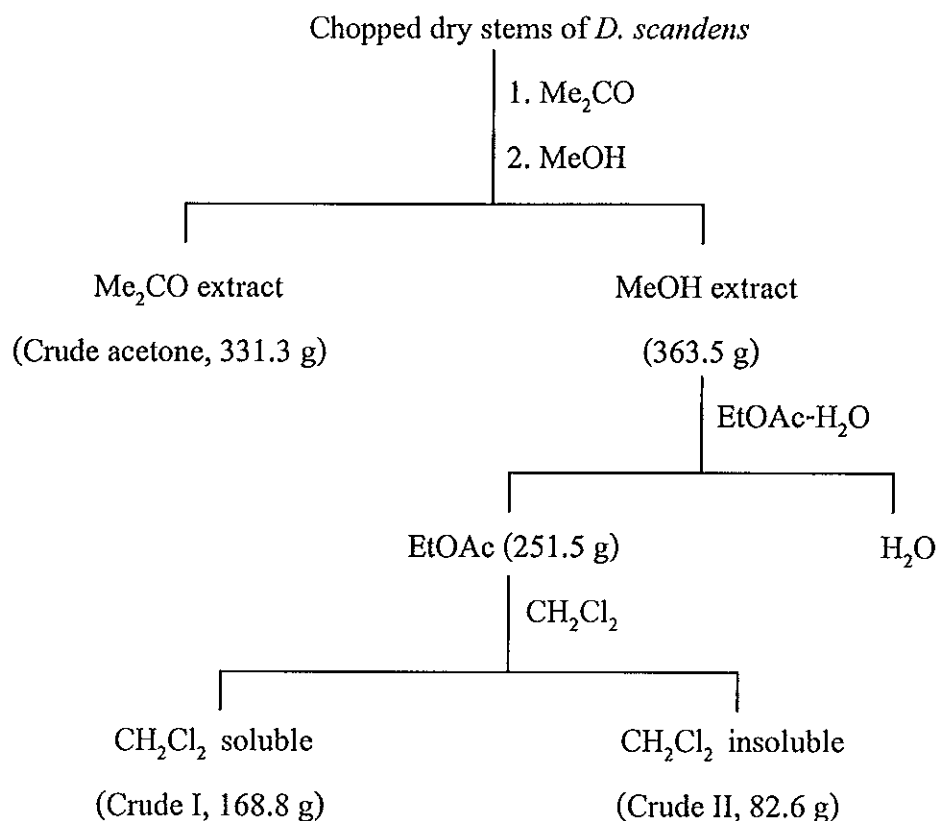 Chopped dry stems of D. scandens
1. Me₂CO
2. MeOH
Me₂CO extract
(Crude acetone, 331.3 g)
MeOH extract
(363.5 g)
EtOAc-H₂O
EtOAc (251.5 g)
H₂O
CH₂Cl₂
CH₂Cl₂ soluble
(Crude I, 168.8 g)
CH₂Cl₂ insoluble
(Crude II, 82.6 g)